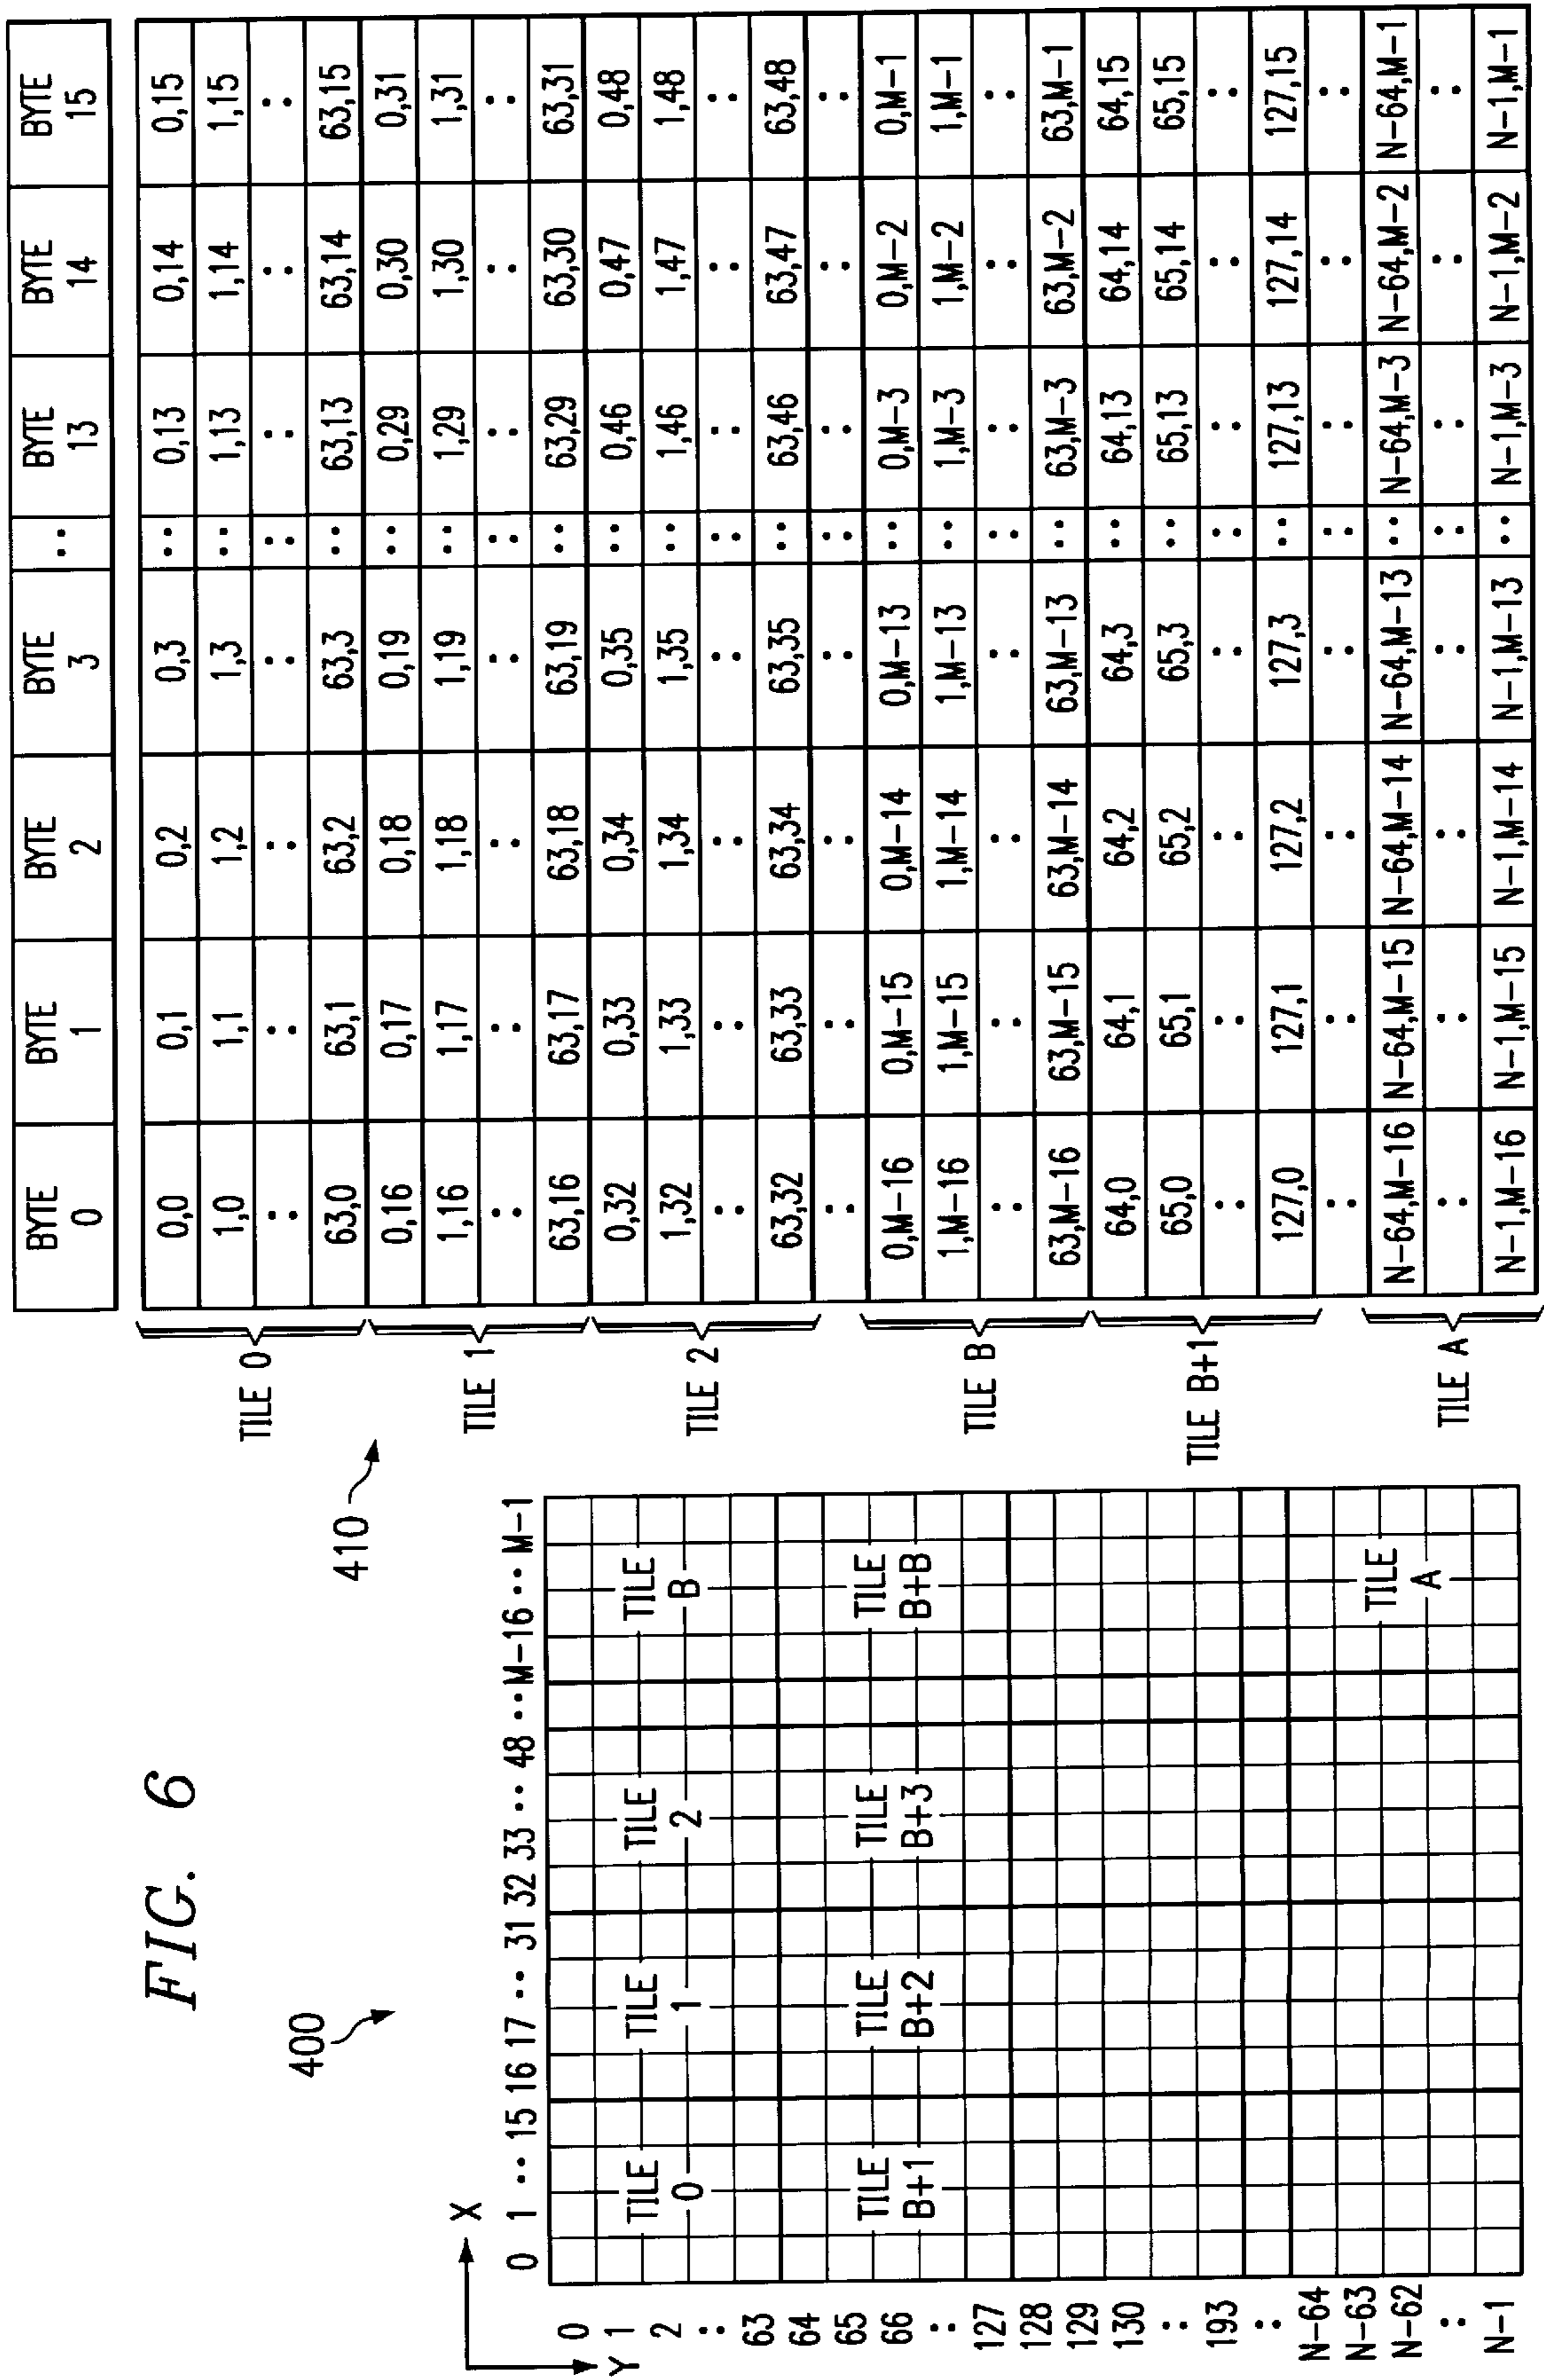 FIG. 6
400
X
0 1 .. 15 16 17 .. 31 32 33 .. 48 .. M-16 .. M-1
Y
0
1
2
:
63
64
65
66
:
127
128
129
130
:
193
:
N-64
N-63
N-62
:
N-1
TILE 0
TILE 1
TILE 2
TILE B
TILE B+1
TILE B+2
TILE B+3
TILE B+B
TILE A
410
BYTE 0 BYTE 1 BYTE 2 BYTE 3 .. BYTE 13 BYTE 14 BYTE 15
TILE 0
0,0 0,1 0,2 0,3 .. 0,13 0,14 0,15
1,0 1,1 1,2 1,3 .. 1,13 1,14 1,15
.. .. .. .. .. .. .. ..
63,0 63,1 63,2 63,3 .. 63,13 63,14 63,15
TILE 1
0,16 0,17 0,18 0,19 .. 0,29 0,30 0,31
1,16 1,17 1,18 1,19 .. 1,29 1,30 1,31
.. .. .. .. .. .. .. ..
63,16 63,17 63,18 63,19 .. 63,29 63,30 63,31
TILE 2
0,32 0,33 0,34 0,35 .. 0,46 0,47 0,48
1,32 1,33 1,34 1,35 .. 1,46 1,47 1,48
.. .. .. .. .. .. .. ..
63,32 63,33 63,34 63,35 .. 63,46 63,47 63,48
.. .. .. .. .. .. .. ..
TILE B
0,M-16 0,M-15 0,M-14 0,M-13 .. 0,M-3 0,M-2 0,M-1
1,M-16 1,M-15 1,M-14 1,M-13 .. 1,M-3 1,M-2 1,M-1
.. .. .. .. .. .. .. ..
63,M-16 63,M-15 63,M-14 63,M-13 .. 63,M-3 63,M-2 63,M-1
TILE B+1
64,0 64,1 64,2 64,3 .. 64,13 64,14 64,15
65,0 65,1 65,2 65,3 .. 65,13 65,14 65,15
.. .. .. .. .. .. .. ..
127,0 127,1 127,2 127,3 .. 127,13 127,14 127,15
.. .. .. .. .. .. .. ..
TILE A
N-64,M-16 N-64,M-15 N-64,M-14 N-64,M-13 .. N-64,M-3 N-64,M-2 N-64,M-1
.. .. .. .. .. .. .. ..
N-1,M-16 N-1,M-15 N-1,M-14 N-1,M-13 .. N-1,M-3 N-1,M-2 N-1,M-1